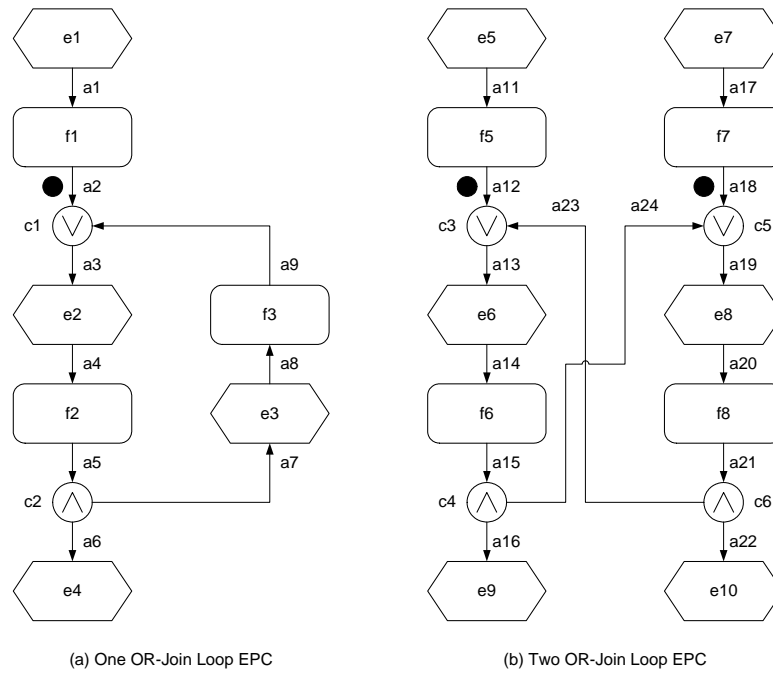 e1
e5
e7
a1
a11
a17
f1
f5
f7
a2
a12
a23
a24
a18
c1
c3
c5
a3
a9
a13
a19
e2
f3
e6
e8
a4
a8
a14
a20
f2
e3
f6
f8
a5
a7
a15
a21
c2
c4
c6
a6
a16
a22
e4
e9
e10
(a) One OR-Join Loop EPC
(b) Two OR-Join Loop EPC